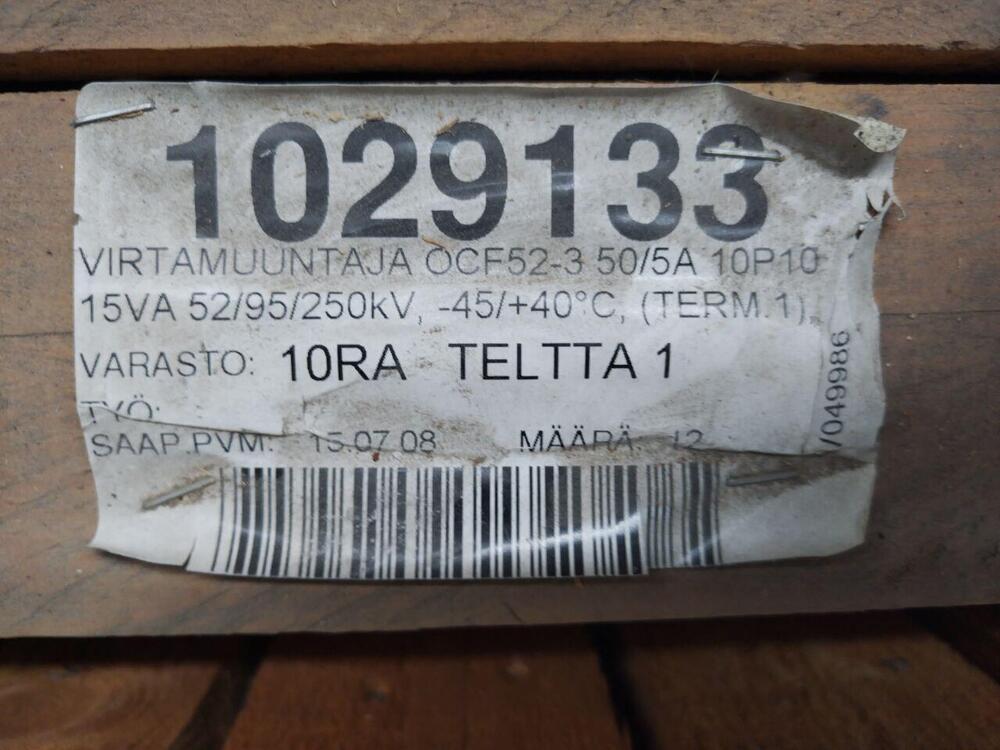 1029133
VIRTAMUUNTAJA OCF52-3 50/5A 10P10
15VA 52/95/250kV, -45/+40°C, (TERM.1),
VARASTO: 10RA TELTTA 1
TYÖ:
SAAP.PVM: 15.07.08 MÄÄRÄ:
/049986